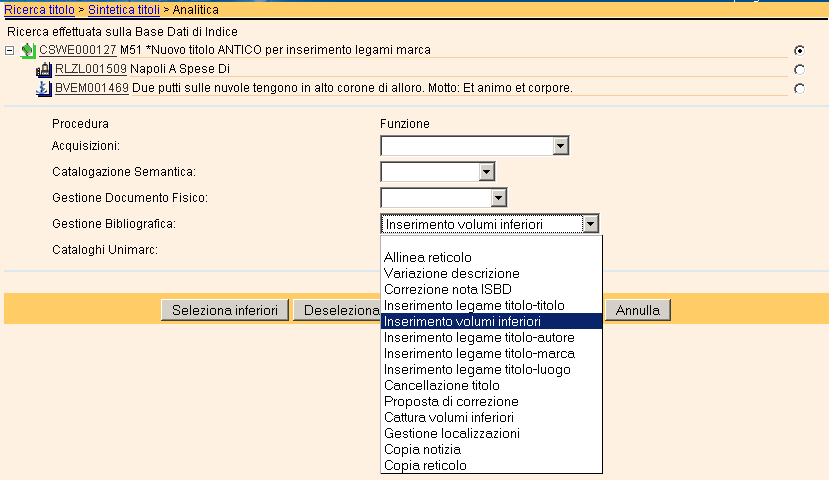 Ricerca titolo > Sintetica titoli > Analitica
Ricerca effettuata sulla Base Dati di Indice
CSWE000127 M51 *Nuovo titolo ANTICO per inserimento legami marca
RLZL001509 Napoli A Spese Di
BVEM001469 Due putti sulle nuvole tengono in alto corone di alloro. Motto: Et animo et corpore.
Procedura Funzione
Acquisizioni:
Catalogazione Semantica:
Gestione Documento Fisico:
Gestione Bibliografica: Inserimento volumi inferiori
Cataloghi Unimarc:
Allinea reticolo
Variazione descrizione
Correzione nota ISBD
Inserimento legame titolo-titolo
Inserimento volumi inferiori
Inserimento legame titolo-autore
Inserimento legame titolo-marca
Inserimento legame titolo-luogo
Cancellazione titolo
Proposta di correzione
Cattura volumi inferiori
Gestione localizzazioni
Copia notizia
Copia reticolo
Seleziona inferiori Deseleziona Annulla